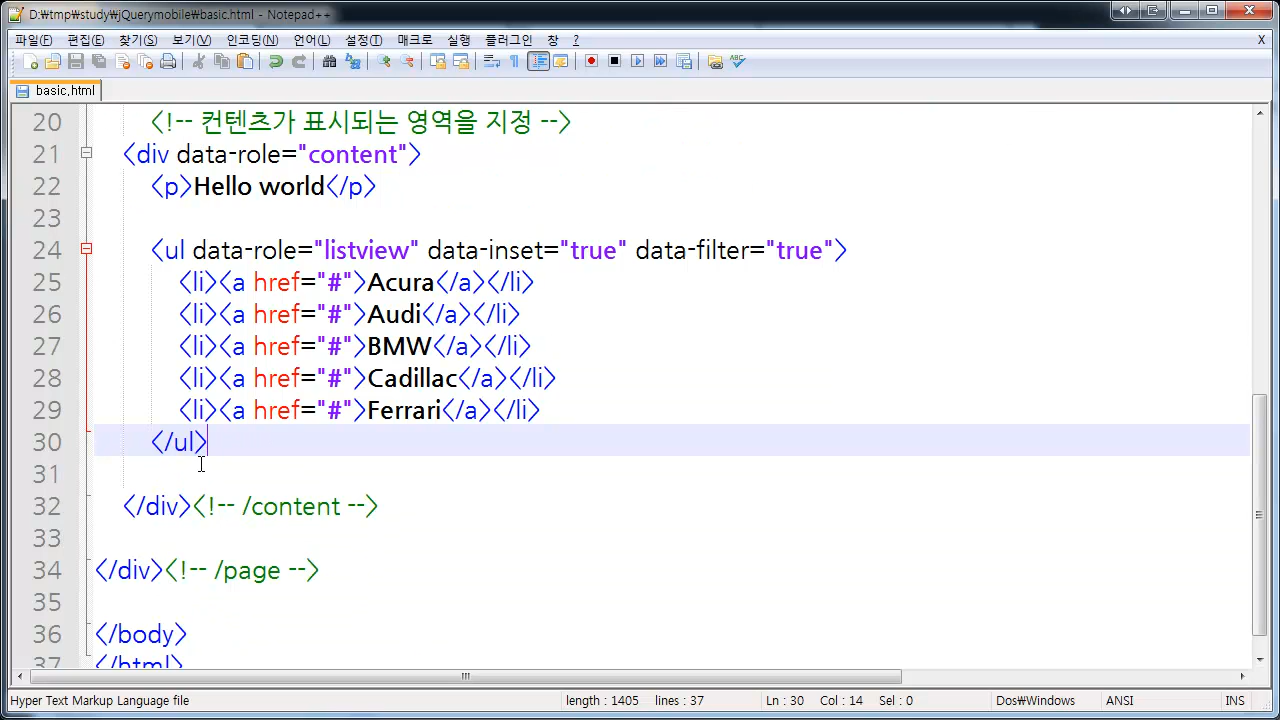 D:₩tmp₩study₩jQuerymobile₩basic.html - Notepad++
파일(F) 편집(E) 찾기(S) 보기(V) 인코딩(N) 언어(L) 설정(T) 매크로 실행 플러그인 창 ? X
basic.html
20 <!-- 컨텐츠가 표시되는 영역을 지정 -->
21 <div data-role="content">
22 <p>Hello world</p>
23
24 <ul data-role="listview" data-inset="true" data-filter="true">
25 <li><a href="#">Acura</a></li>
26 <li><a href="#">Audi</a></li>
27 <li><a href="#">BMW</a></li>
28 <li><a href="#">Cadillac</a></li>
29 <li><a href="#">Ferrari</a></li>
30 </ul>
31
32 </div><!-- /content -->
33
34 </div><!-- /page -->
35
36 </body>
37 </html>
Hyper Text Markup Language file length : 1405 lines : 37 Ln : 30 Col : 14 Sel : 0 Dos₩Windows ANSI INS